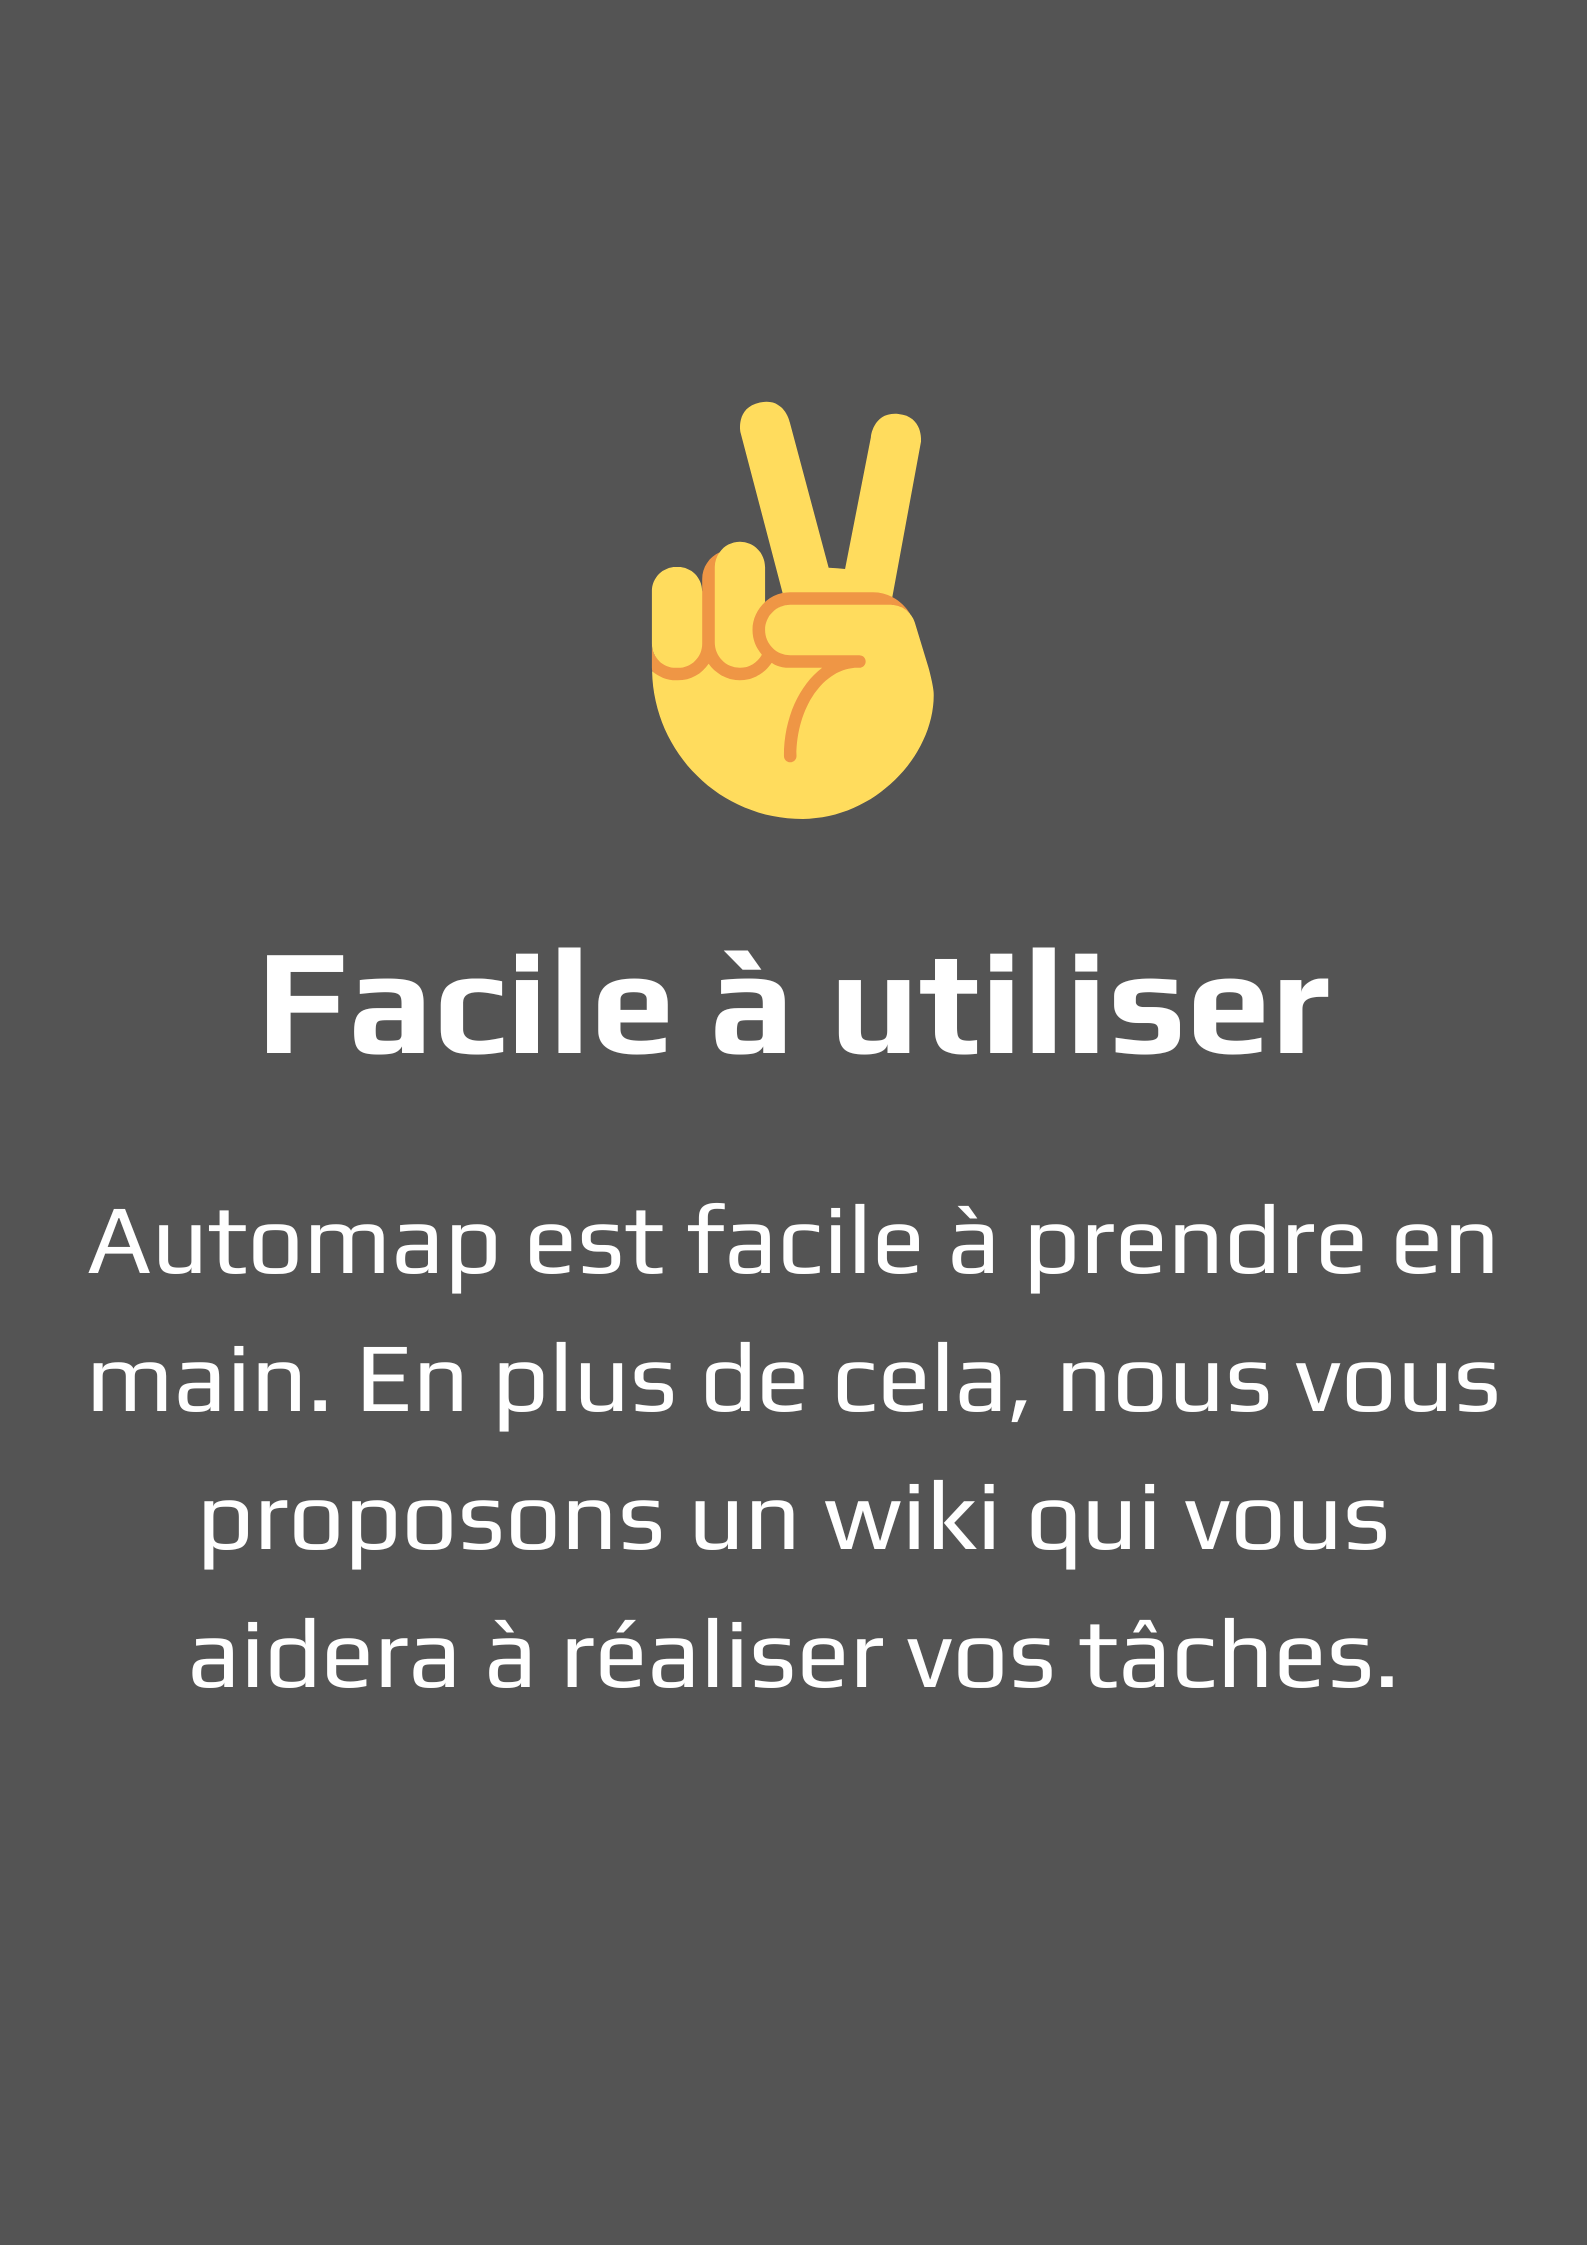 Facile à utiliser
Automap est facile à prendre en
main. En plus de cela, nous vous
proposons un wiki qui vous
aidera à réaliser vos tâches.